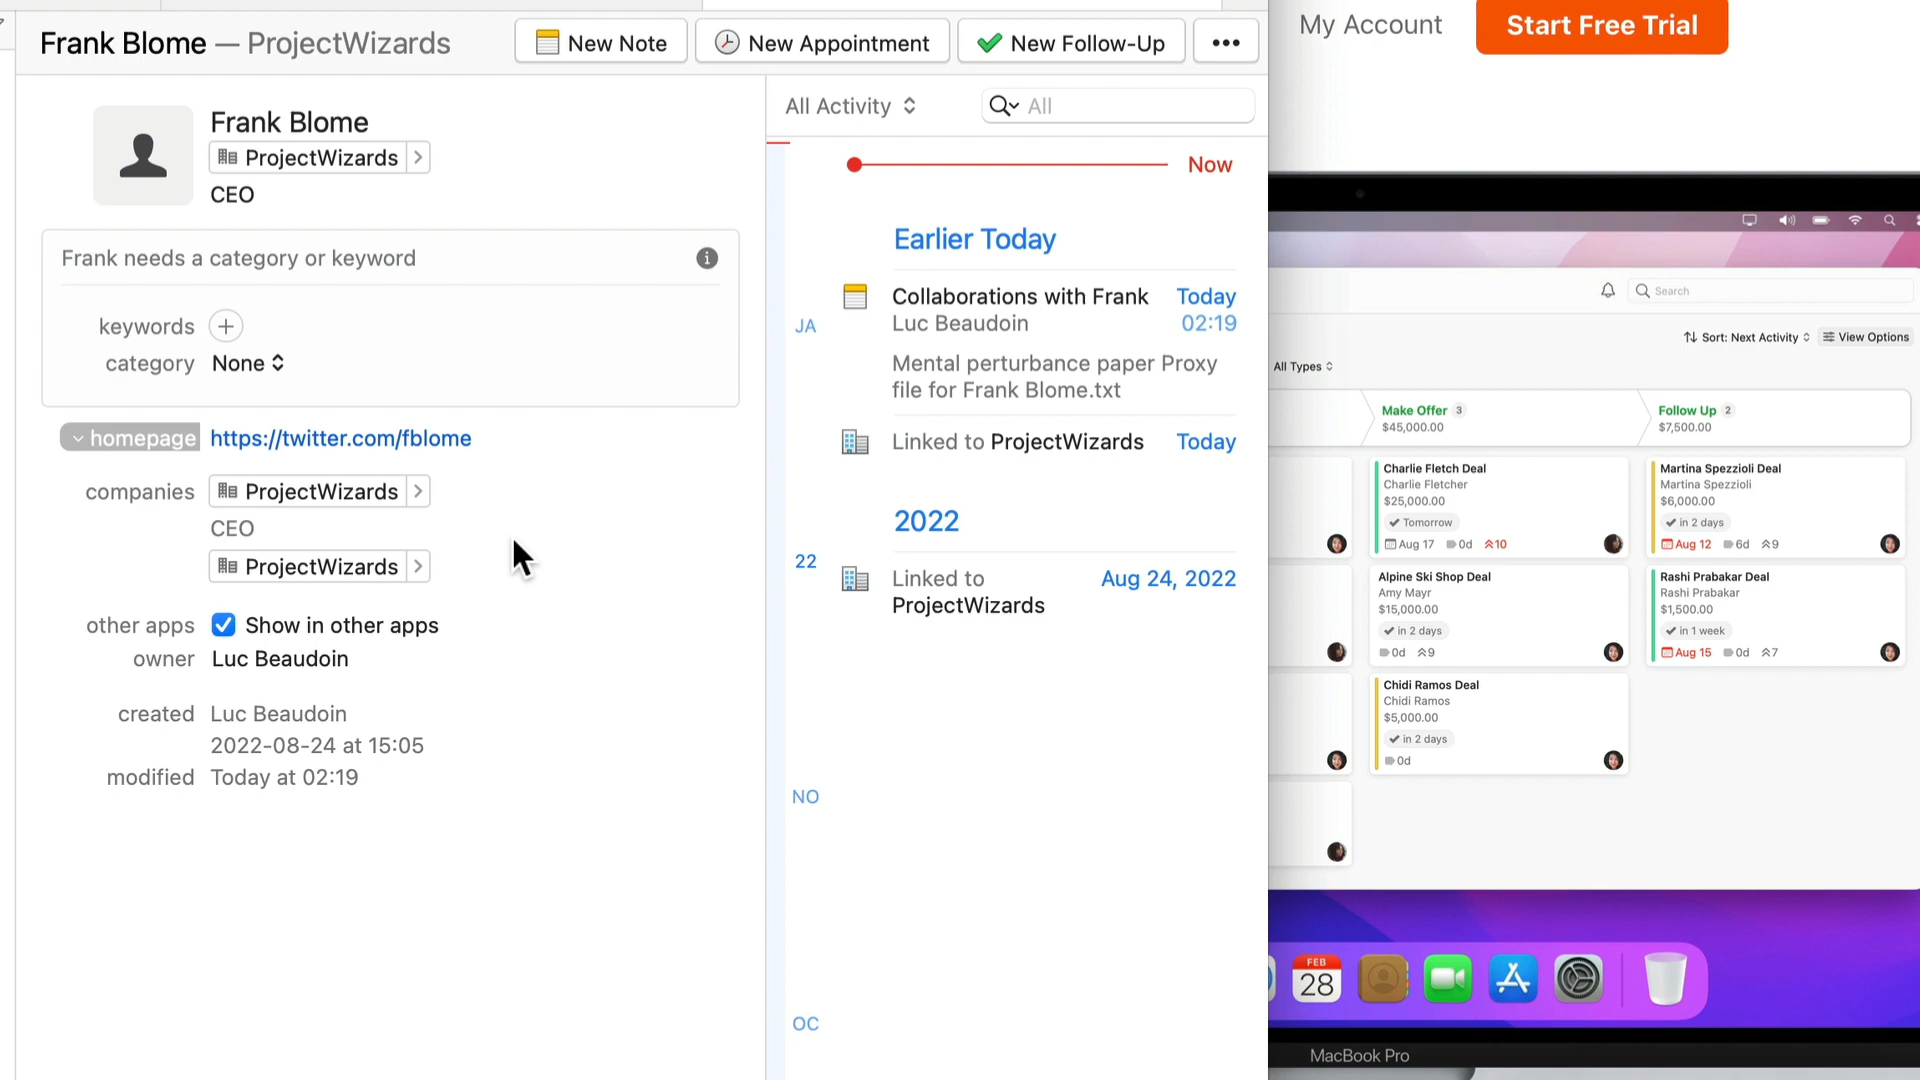 Frank Blome — ProjectWizards
New Note
New Appointment
New Follow-Up
Frank Blome
ProjectWizards
CEO
Frank needs a category or keyword
keywords
category None
homepage https://twitter.com/fblome
companies ProjectWizards
CEO
ProjectWizards
other apps Show in other apps
owner Luc Beaudoin
created Luc Beaudoin
2022-08-24 at 15:05
modified Today at 02:19
All Activity
All
Now
Earlier Today
JA
Collaborations with Frank Today
Luc Beaudoin 02:19
Mental perturbance paper Proxy
file for Frank Blome.txt
Linked to ProjectWizards Today
2022
22
Linked to Aug 24, 2022
ProjectWizards
NO
OC
My Account
Start Free Trial
Search
Sort: Next Activity
View Options
All Types
Make Offer 3
$45,000.00
Follow Up 2
$7,500.00
Charlie Fletch Deal
Charlie Fletcher
$25,000.00
Tomorrow
Aug 17 0d 10
Martina Spezzioli Deal
Martina Spezzioli
$6,000.00
in 2 days
Aug 12 6d 9
Alpine Ski Shop Deal
Amy Mayr
$15,000.00
in 2 days
0d 9
Rashi Prabakar Deal
Rashi Prabakar
$1,500.00
in 1 week
Aug 15 0d 7
Chidi Ramos Deal
Chidi Ramos
$5,000.00
in 2 days
0d
FEB
28
MacBook Pro